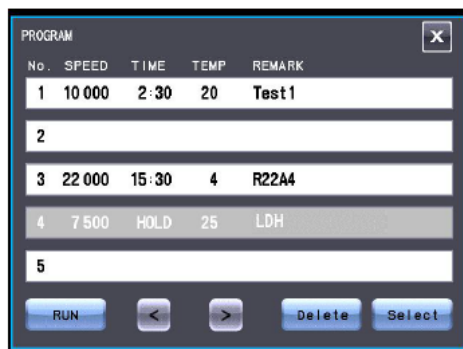 PROGRAM X
No. SPEED TIME TEMP REMARK
1 10 000 2:30 20 Test1
2
3 22 000 15:30 4 R22A4
4 7 500 HOLD 25 LDH
5
RUN < > Delete Select